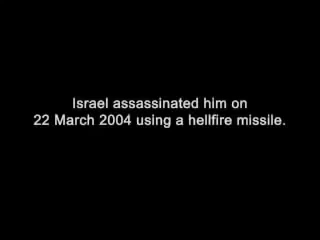 Israel assassinated him on
22 March 2004 using a hellfire missile.